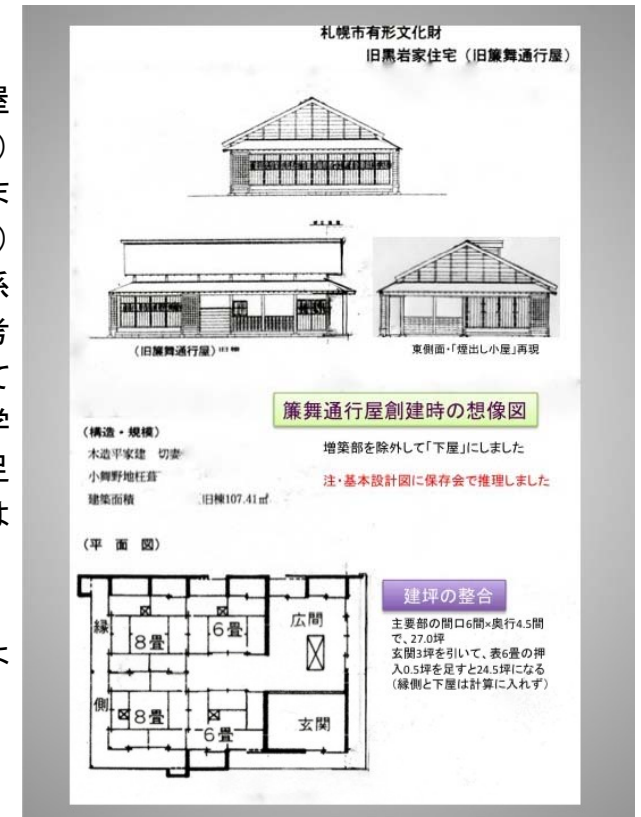 札幌市有形文化財
旧黒岩家住宅（旧簾舞通行屋）
（旧簾舞通行屋）
東側面・「煙出し小屋」再現
簾舞通行屋創建時の想像図
（構造・規模）
木造平家建 切妻
小舞野地柾葺
建築面積 旧棟107.41㎡
増築部を除外して「下屋」にしました
注・基本設計図に保存会で推理しました
（平 面 図）
縁側
8畳
6畳
広間
8畳
6畳
玄関
建坪の整合
主要部の間口6間×奥行4.5間
で、27.0坪
玄関3坪を引いて、表6畳の押
入0.5坪を足すと24.5坪になる
（縁側と下屋は計算に入れず）